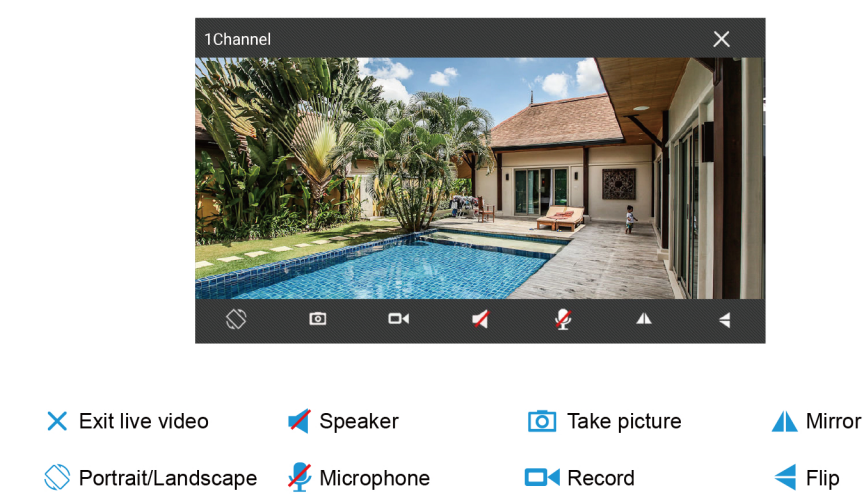 1Channel
Exit live video
Speaker
Take picture
Mirror
Portrait/Landscape
Microphone
Record
Flip